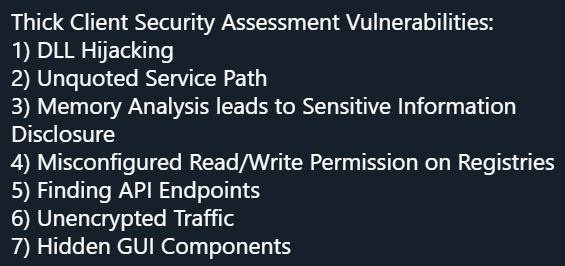 Thick Client Security Assessment Vulnerabilities:
1) DLL Hijacking
2) Unquoted Service Path
3) Memory Analysis leads to Sensitive Information
Disclosure
4) Misconfigured Read/Write Permission on Registries
5) Finding API Endpoints
6) Unencrypted Traffic
7) Hidden GUI Components